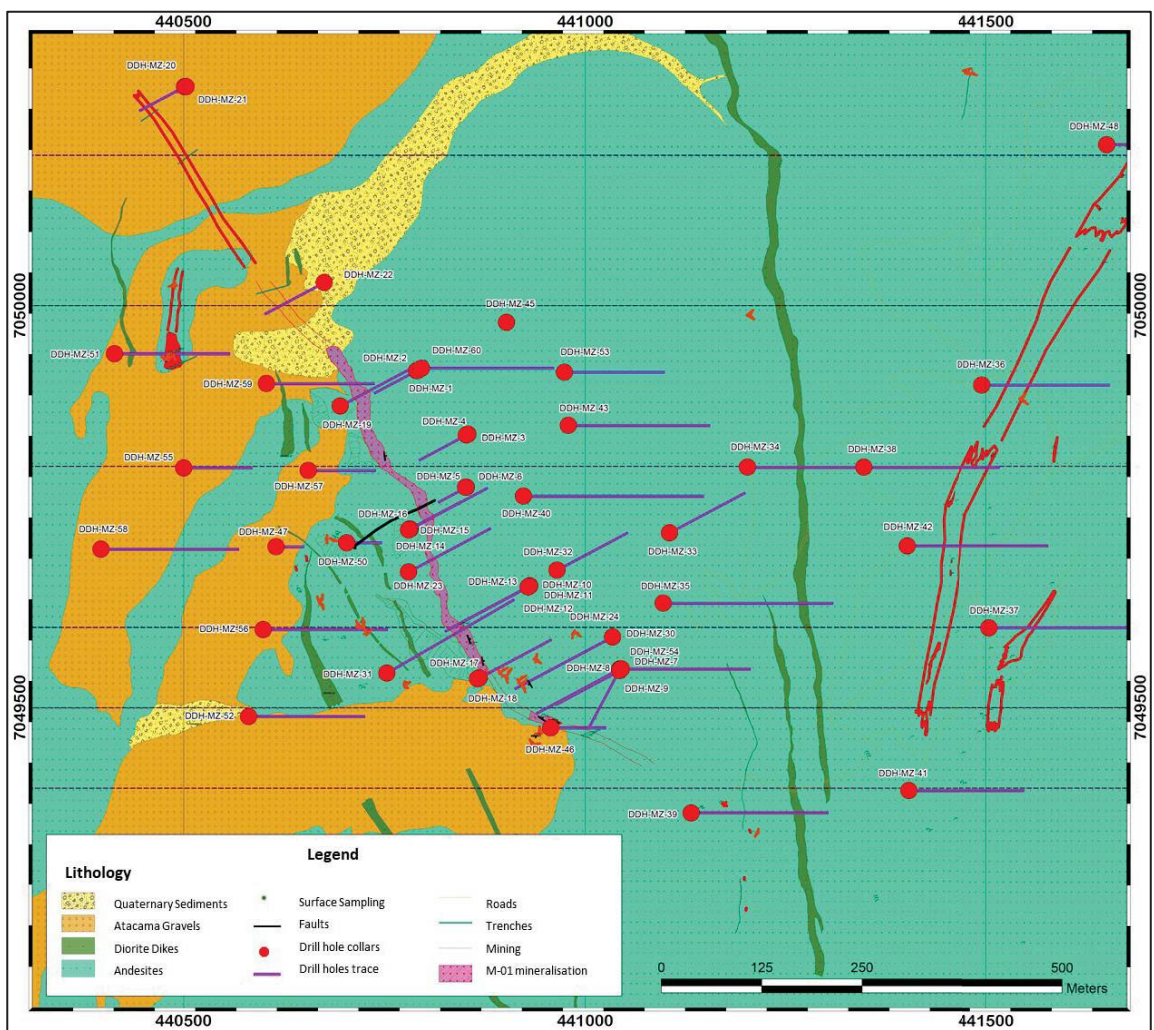 440500
441000
441500
DDH-MZ-20
DDH-MZ-21
DDH-MZ-48
7050000
7050000
DDH-MZ-22
DDH-MZ-45
DDH-MZ-51
DDH-MZ-2
DDH-MZ-60
DDH-MZ-53
DDH-MZ-36
DDH-MZ-59
DDH-MZ-1
DDH-MZ-19
DDH-MZ-4
DDH-MZ-43
DDH-MZ-3
DDH-MZ-34
DDH-MZ-38
DDH-MZ-55
DDH-MZ-57
DDH-MZ-5
DDH-MZ-6
DDH-MZ-40
DDH-MZ-16
DDH-MZ-58
DDH-MZ-47
DDH-MZ-15
DDH-MZ-42
DDH-MZ-50
DDH-MZ-14
DDH-MZ-32
DDH-MZ-33
DDH-MZ-23
DDH-MZ-13
DDH-MZ-10
DDH-MZ-35
DDH-MZ-11
DDH-MZ-12
DDH-MZ-24
DDH-MZ-37
DDH-MZ-56
DDH-MZ-30
DDH-MZ-54
DDH-MZ-31
DDH-MZ-17
DDH-MZ-8
DDH-MZ-7
DDH-MZ-9
DDH-MZ-18
7049500
7049500
DDH-MZ-52
DDH-MZ-46
DDH-MZ-41
DDH-MZ-39
Legend
Lithology
Quaternary Sediments
Atacama Gravels
Diorite Dikes
Andesites
Surface Sampling
Faults
Drill hole collars
Drill holes trace
Roads
Trenches
Mining
M-01 mineralisation
0
125
250
500
Meters
440500
441000
441500